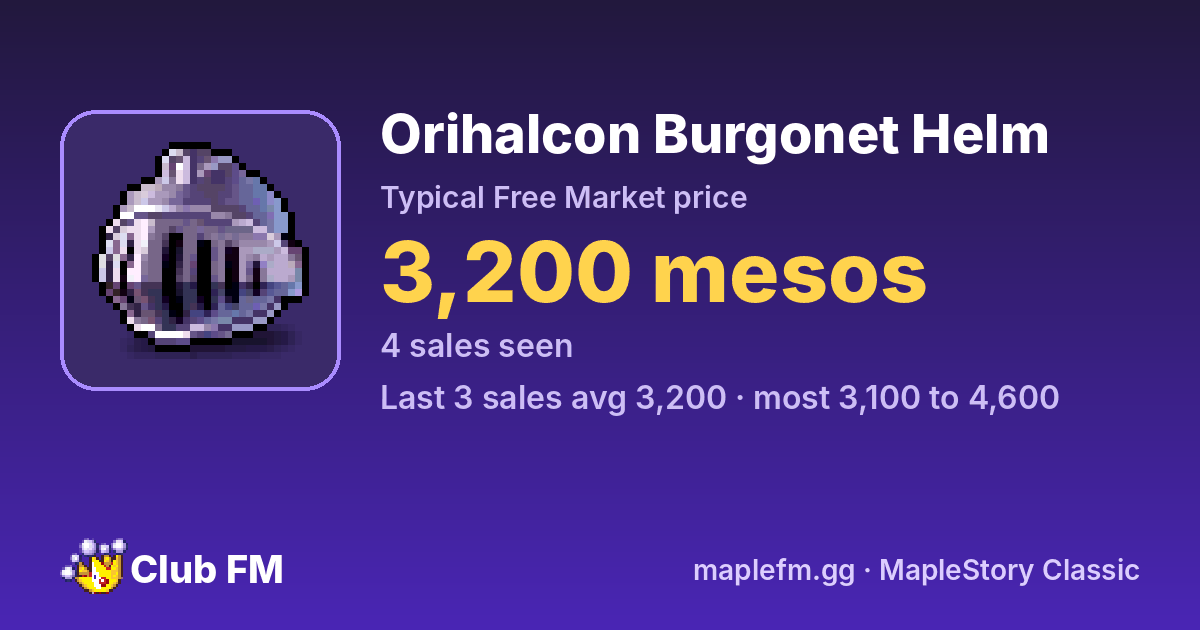 Orihalcon Burgonet Helm
Typical Free Market price
3,200 mesos
4 sales seen
Last 3 sales avg 3,200 · most 3,100 to 4,600
Club FM
maplefm.gg · MapleStory Classic